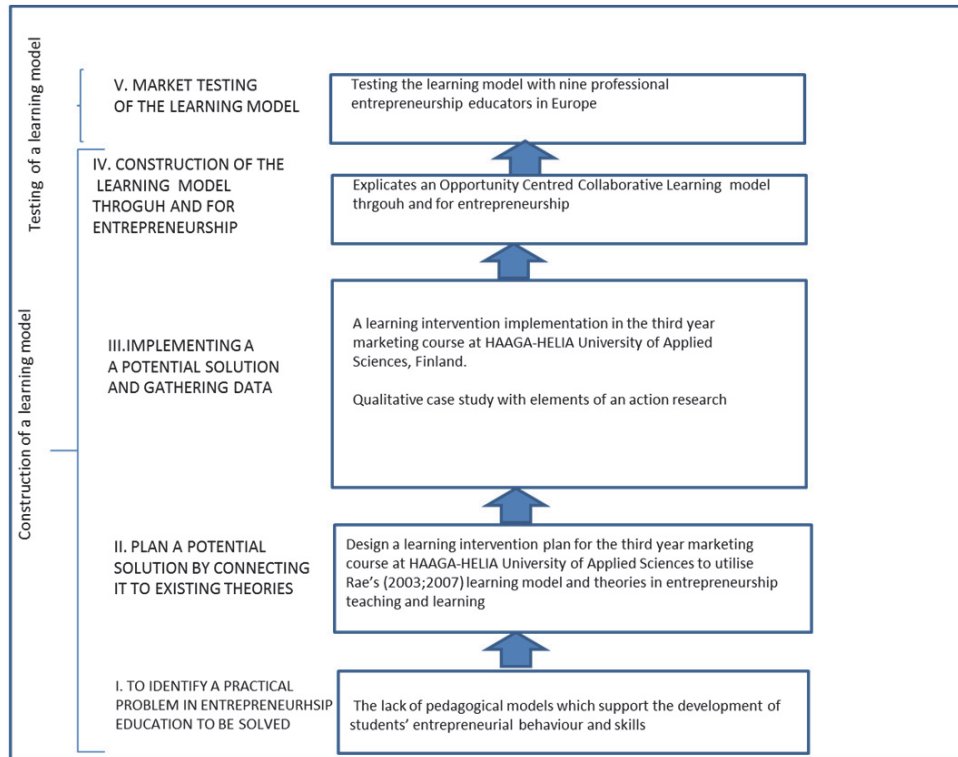 Testing of a learning model
V. MARKET TESTING
OF THE LEARNING MODEL
Testing the learning model with nine professional
entrepreneurship educators in Europe
Construction of a learning model
IV. CONSTRUCTION OF THE
LEARNING MODEL
THROGUH AND FOR
ENTREPRENEURSHIP
Explicates an Opportunity Centred Collaborative Learning model
thrgouh and for entrepreneurship
III.IMPLEMENTING A
A POTENTIAL SOLUTION
AND GATHERING DATA
A learning intervention implementation in the third year
marketing course at HAAGA-HELIA University of Applied
Sciences, Finland.
Qualitative case study with elements of an action research
II. PLAN A POTENTIAL
SOLUTION BY CONNECTING
IT TO EXISTING THEORIES
Design a learning intervention plan for the third year marketing
course at HAAGA-HELIA University of Applied Sciences to utilise
Rae's (2003;2007) learning model and theories in entrepreneurship
teaching and learning
I. TO IDENTIFY A PRACTICAL
PROBLEM IN ENTREPRENEURHSIP
EDUCATION TO BE SOLVED
The lack of pedagogical models which support the development of
students' entrepreneurial behaviour and skills